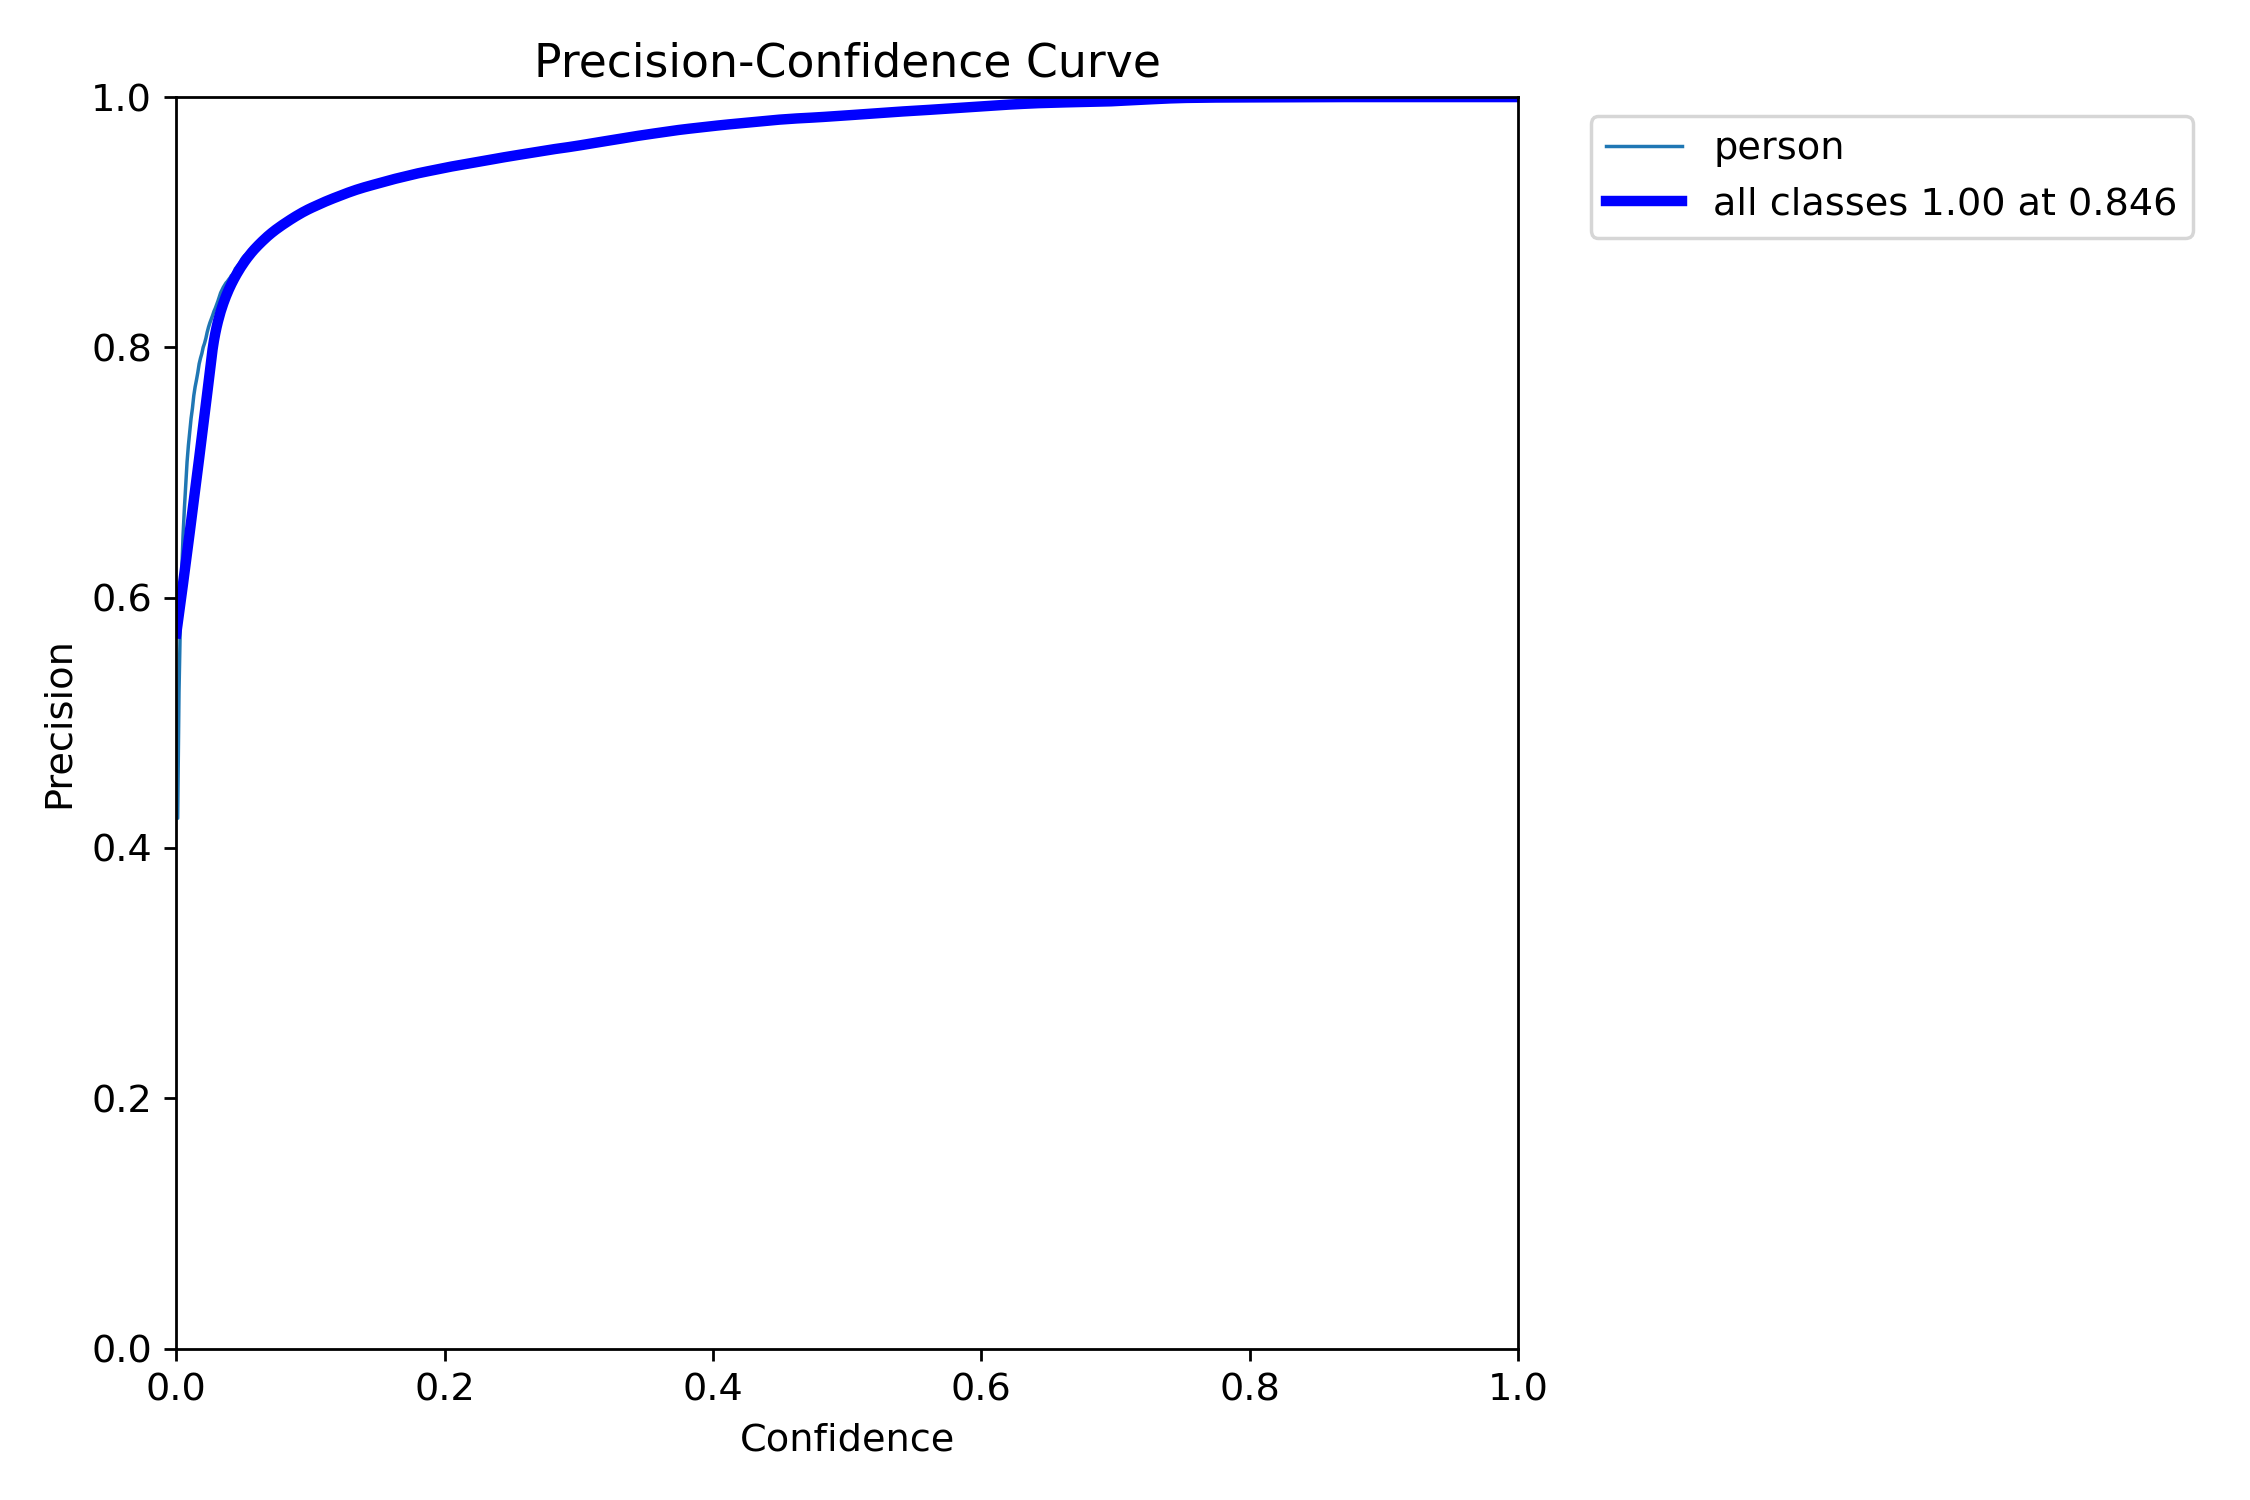 Precision-Confidence Curve
1.0
0.8
0.6
0.4
0.2
0.0
Precision
0.0 0.2 0.4 0.6 0.8 1.0
Confidence
person
all classes 1.00 at 0.846